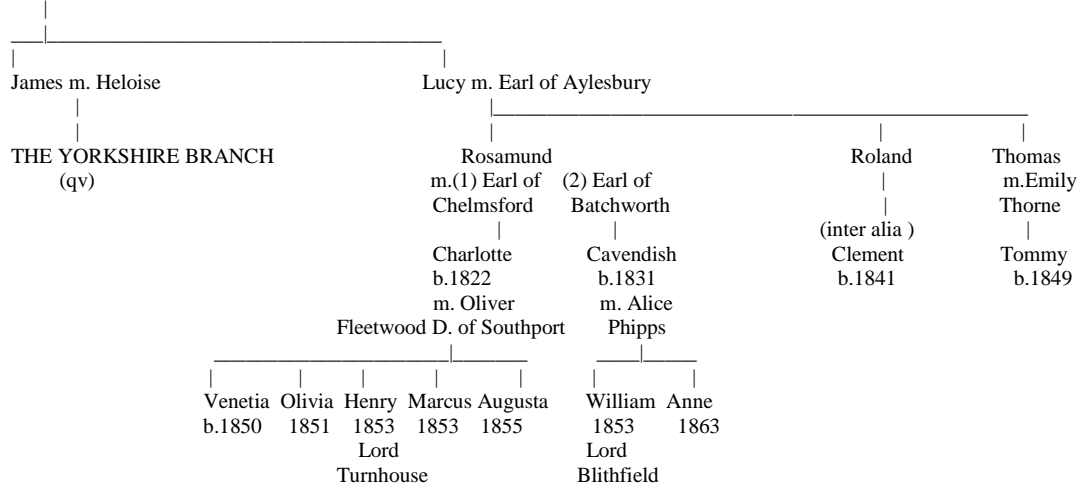 James m. Heloise Lucy m. Earl of Aylesbury
THE YORKSHIRE BRANCH Rosamund Roland Thomas
(qv) m.(1) Earl of (2) Earl of m.Emily
Chelmsford Batchworth Thorne
(inter alia )
Charlotte Cavendish Clement Tommy
b.1822 b.1831 b.1841 b.1849
m. Oliver m. Alice
Fleetwood D. of Southport Phipps
Venetia Olivia Henry Marcus Augusta William Anne
b.1850 1851 1853 1853 1855 1853 1863
Lord Lord
Turnhouse Blithfield